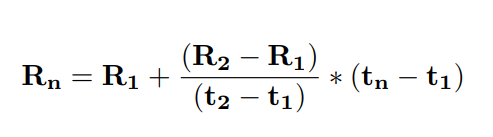 Rₙ = R₁ + (R₂ − R₁) / (t₂ − t₁) * (tₙ − t₁)